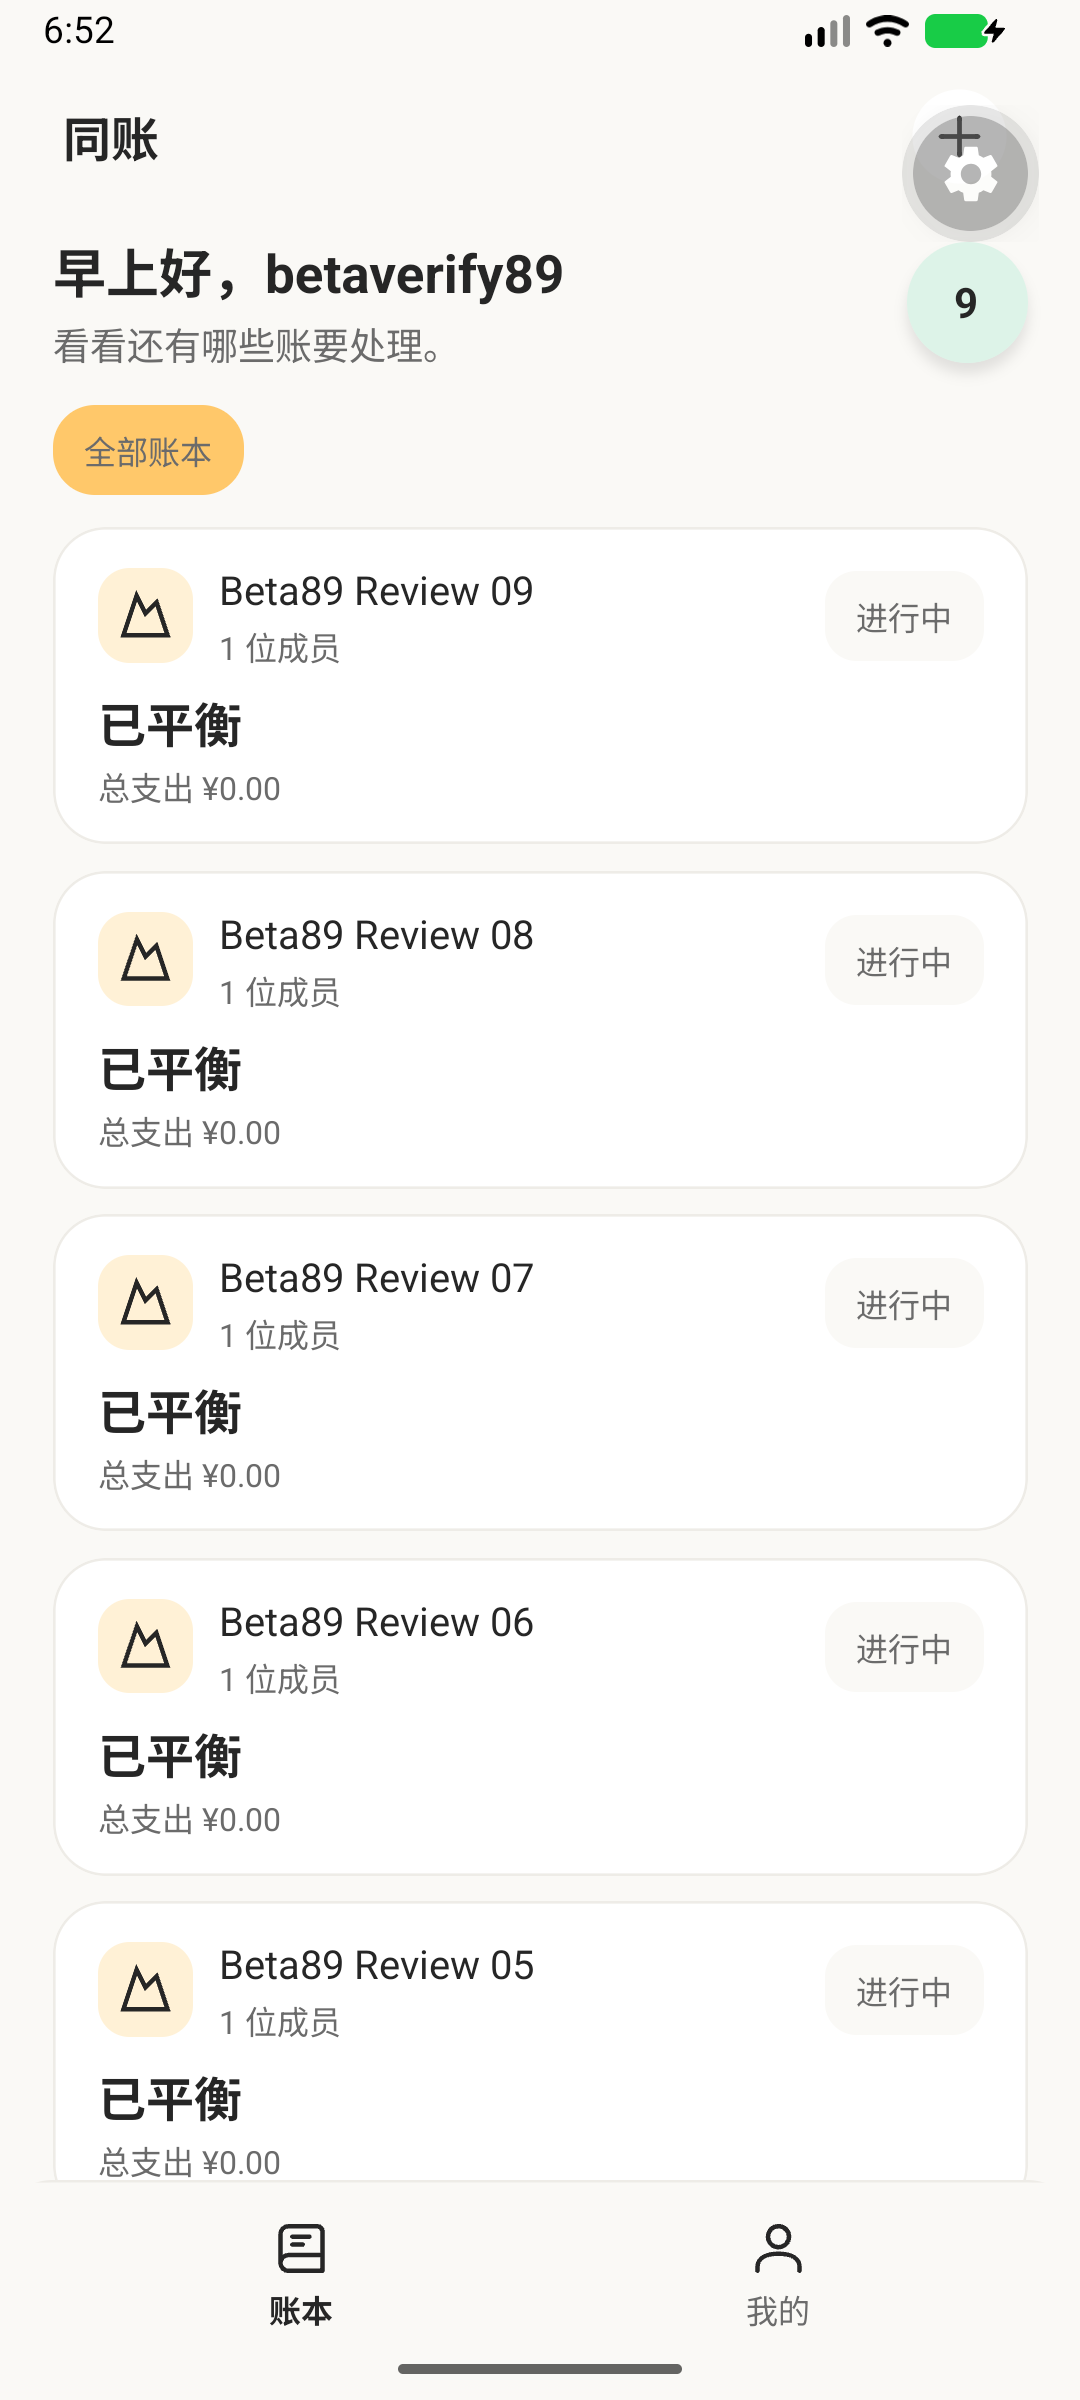 6:52
同账
早上好，betaverify89
9
看看还有哪些账要处理。
全部账本
Beta89 Review 09
1 位成员
进行中
已平衡
总支出 ¥0.00
Beta89 Review 08
1 位成员
进行中
已平衡
总支出 ¥0.00
Beta89 Review 07
1 位成员
进行中
已平衡
总支出 ¥0.00
Beta89 Review 06
1 位成员
进行中
已平衡
总支出 ¥0.00
Beta89 Review 05
1 位成员
进行中
已平衡
总支出 ¥0.00
账本
我的